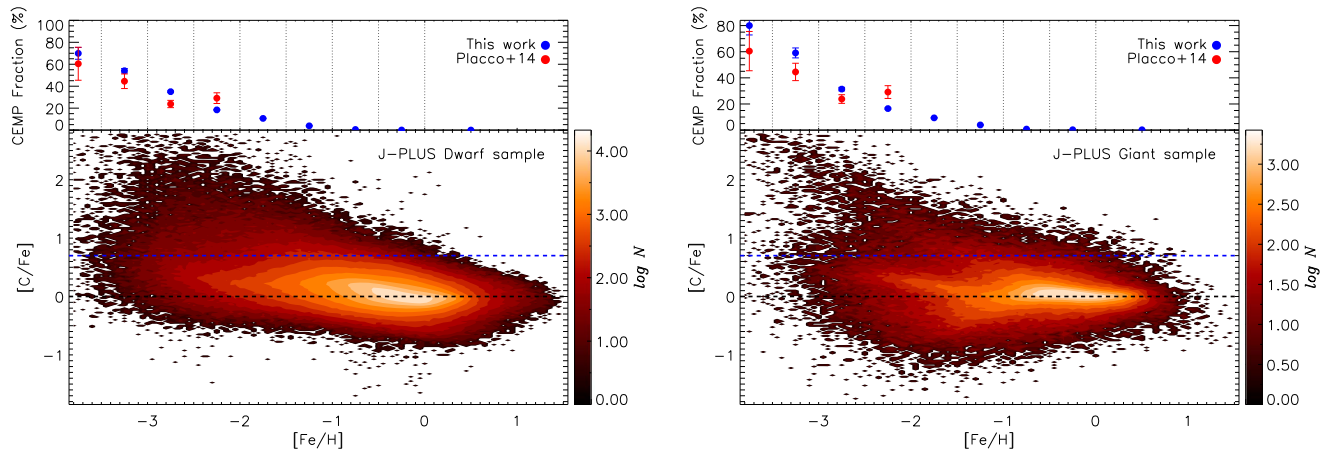 CEMP Fraction (%)
100
80
60
40
20
0
This work
Placco+14
J-PLUS Dwarf sample
[C/Fe]
2
1
0
−1
−3
−2
−1
0
1
[Fe/H]
4.00
3.00
2.00
1.00
0.00
log N
CEMP Fraction (%)
80
60
40
20
0
This work
Placco+14
J-PLUS Giant sample
[C/Fe]
2
1
0
−1
−3
−2
−1
0
1
[Fe/H]
3.00
2.50
2.00
1.50
1.00
0.50
0.00
log N